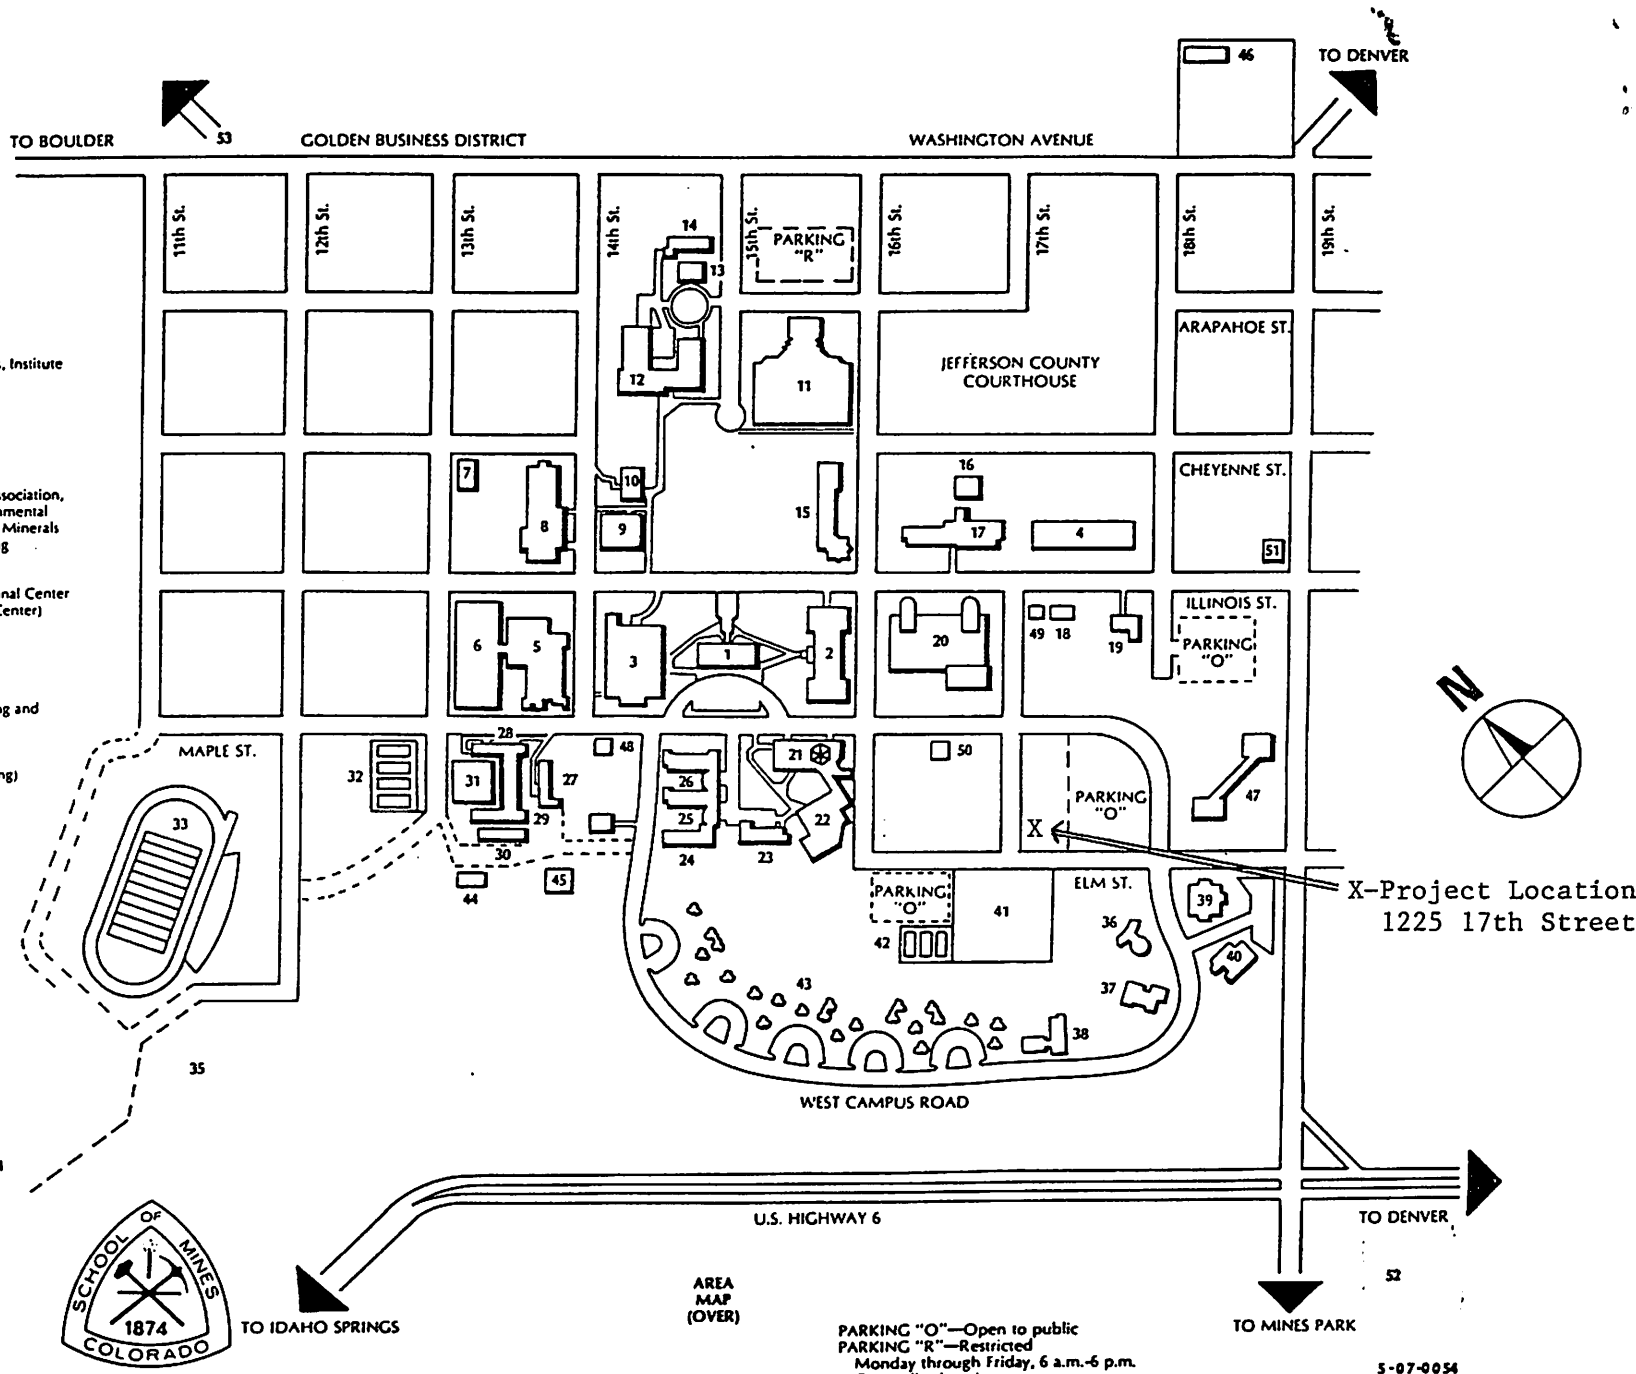 46
TO DENVER
53
TO BOULDER
GOLDEN BUSINESS DISTRICT
WASHINGTON AVENUE
11th St.
12th St.
13th St.
14th St.
15th St.
16th St.
17th St.
18th St.
19th St.
14
PARKING
"R"
13
ARAPAHOE ST.
, Institute
JEFFERSON COUNTY
COURTHOUSE
12
11
7
10
16
CHEYENNE ST.
sociation,
nmental
Minerals
g
8
9
15
17
4
51
nal Center
Center)
ILLINOIS ST.
6
5
3
1
2
20
49
18
19
PARKING
"O"
ng and
N
28
MAPLE ST.
48
21
50
32
31
27
26
47
ng)
PARKING
"O"
33
29
25
22
X
30
24
23
44
45
PARKING
"O"
41
ELM ST.
39
X-Project Location
1225 17th Street
36
42
40
43
37
38
35
WEST CAMPUS ROAD
U.S. HIGHWAY 6
TO DENVER
SCHOOL OF MINES
1874
COLORADO
TO IDAHO SPRINGS
AREA
MAP
(OVER)
52
TO MINES PARK
PARKING "O"—Open to public
PARKING "R"—Restricted
Monday through Friday, 6 a.m.-6 p.m.
5-07-0054